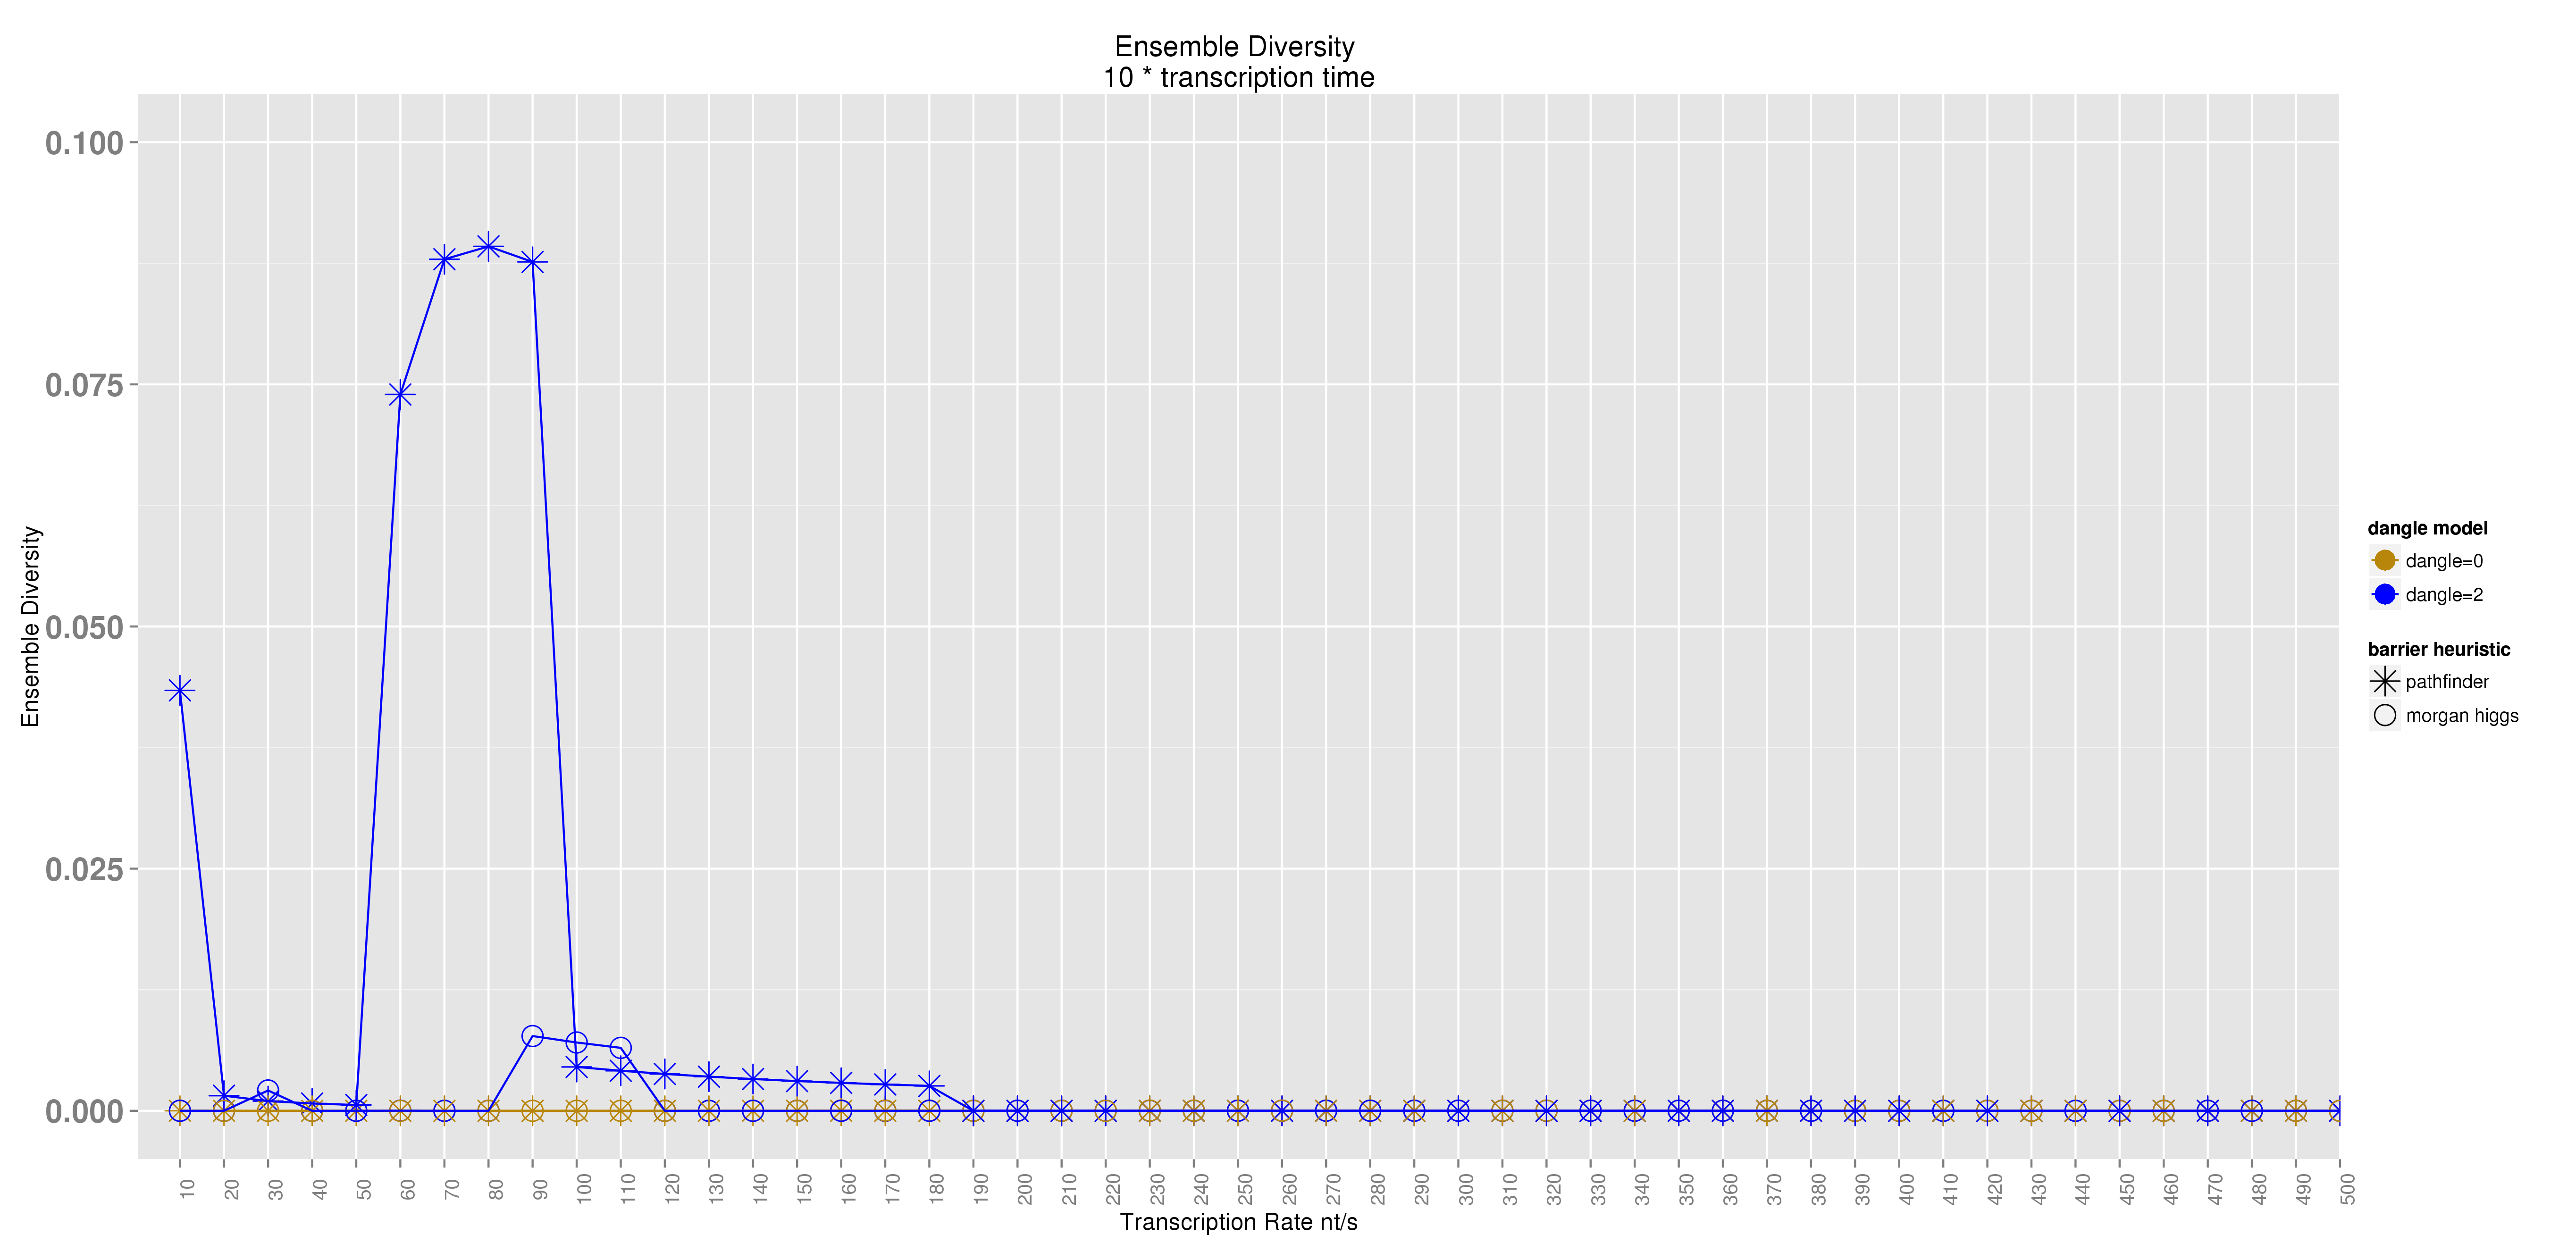 Ensemble Diversity
10 * transcription time
Ensemble Diversity
0.100
0.075
0.050
0.025
0.000
10 20 30 40 50 60 70 80 90 100 110 120 130 140 150 160 170 180 190 200 210 220 230 240 250 260 270 280 290 300 310 320 330 340 350 360 370 380 390 400 410 420 430 440 450 460 470 480 490 500
Transcription Rate nt/s
dangle model
dangle=0
dangle=2
barrier heuristic
pathfinder
morgan higgs